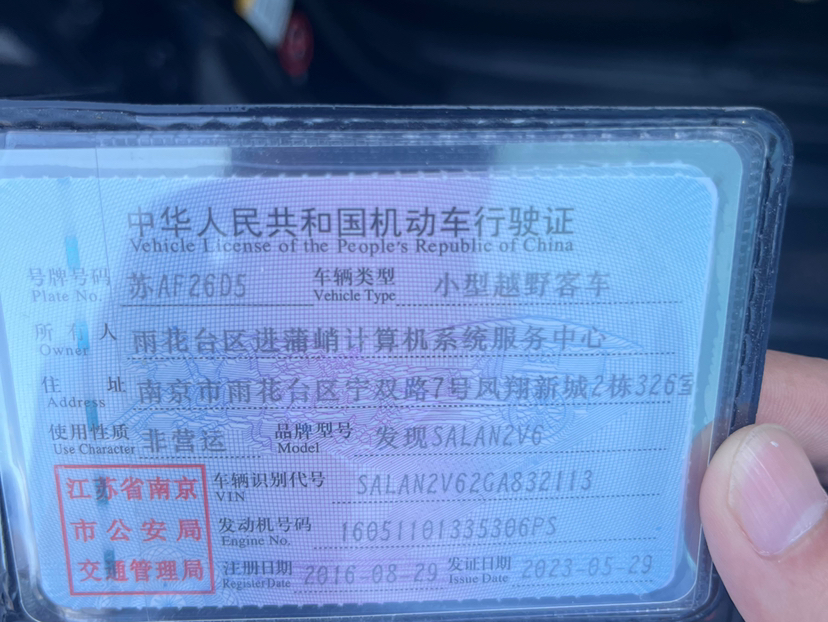 中华人民共和国机动车行驶证
Vehicle License of the People's Republic of China
号牌号码 苏AF26D5 车辆类型 小型越野客车
Plate No. Vehicle Type
所有人 雨花台区进蒲峭计算机系统服务中心
Owner
住址 南京市雨花台区宁双路7号凤翔新城2栋326室
Address
使用性质 非营运 品牌型号 发现SALAN2V6
Use Character Model
江苏省南京
市公安局
交通管理局
车辆识别代号 SALAN2V62GA832113
VIN
发动机号码 16051101335306PS
Engine No.
注册日期 2016-08-29 发证日期 2023-05-29
Register Date Issue Date